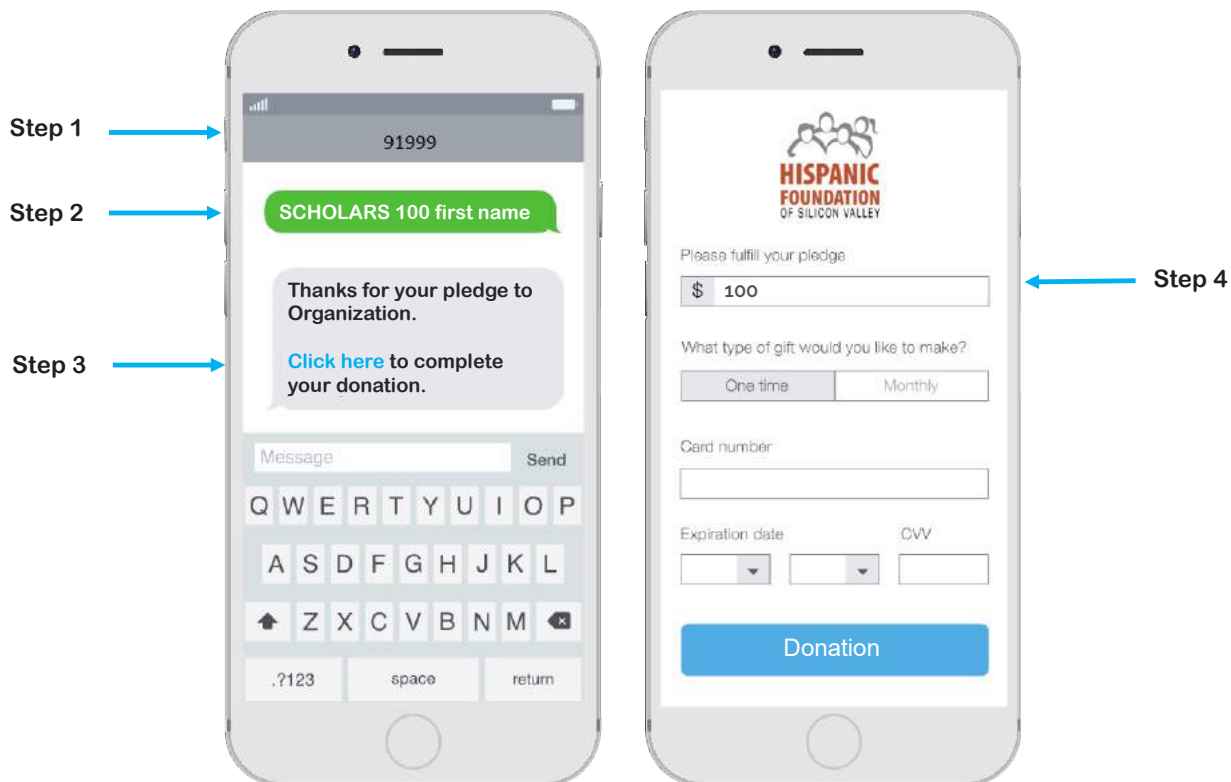 Step 1
91999
Step 2
SCHOLARS 100 first name
Thanks for your pledge to
Organization.
Step 3
Click here to complete
your donation.
Message
Send
Q W E R T Y U I O P
A S D F G H J K L
Z X C V B N M
.?123
space
return
HISPANIC
FOUNDATION
OF SILICON VALLEY
Please fulfill your pledge
$ 100
Step 4
What type of gift would you like to make?
One time
Monthly
Card number
Expiration date
CVV
Donation